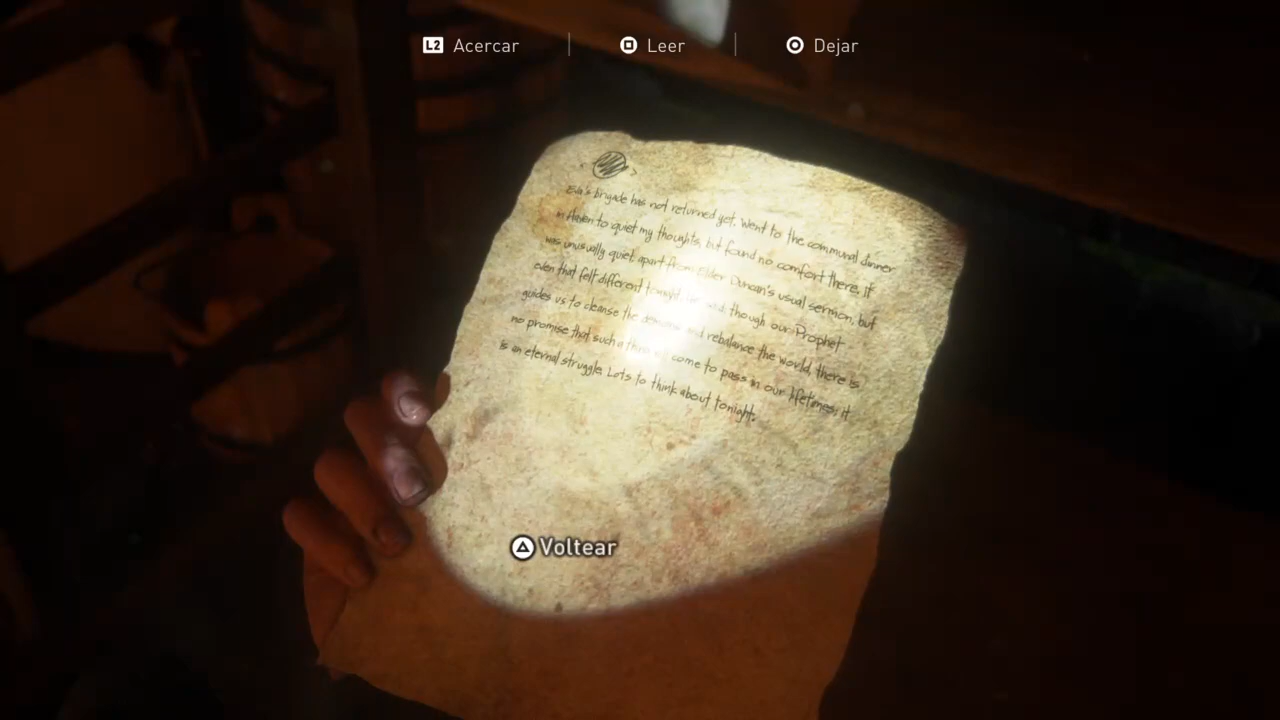 L2 Acercar
Leer
Dejar
Eva's brigade has not returned yet. Went to the communal dinner
in Haven to quiet my thoughts, but found no comfort there, it
was unusually quiet, apart from Elder Duncan's usual sermon, but
even that felt different tonight. He said though our Prophet
guides us to cleanse the demons and rebalance the world, there is
no promise that such a thing will come to pass in our lifetimes; it
is an eternal struggle. Lots to think about tonight.
Voltear